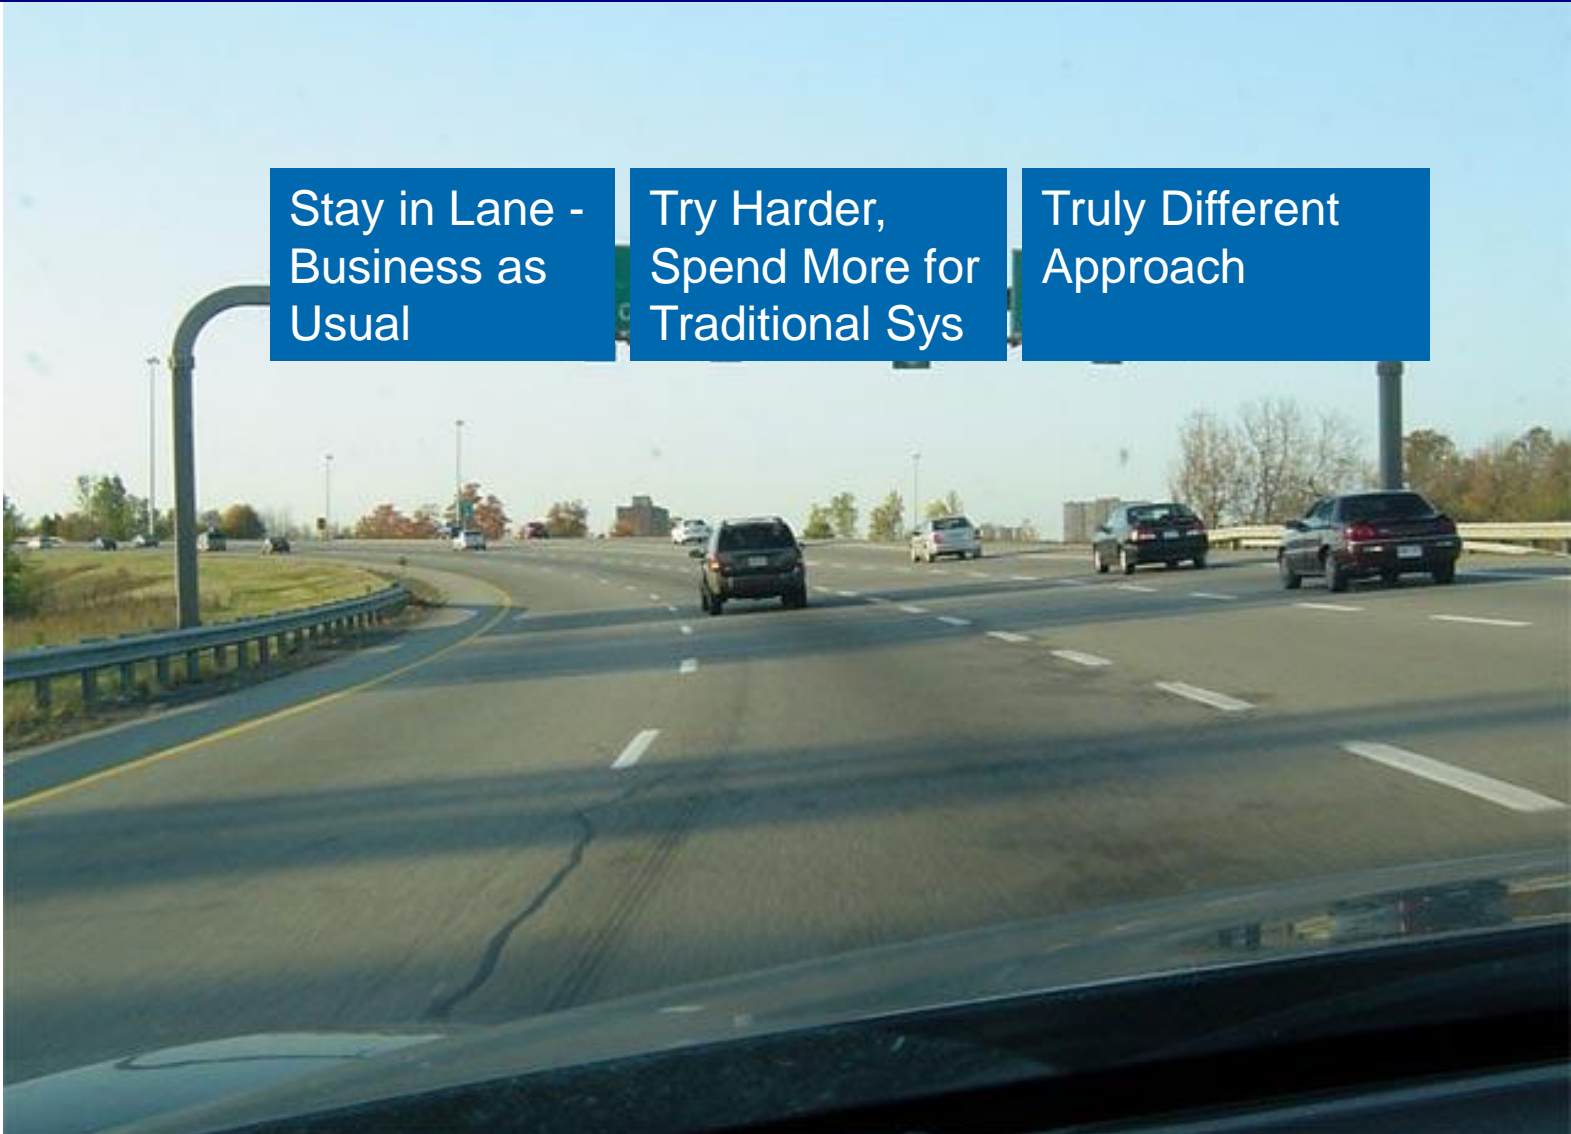 Stay in Lane -
Business as
Usual
Try Harder,
Spend More for
Traditional Sys
Truly Different
Approach